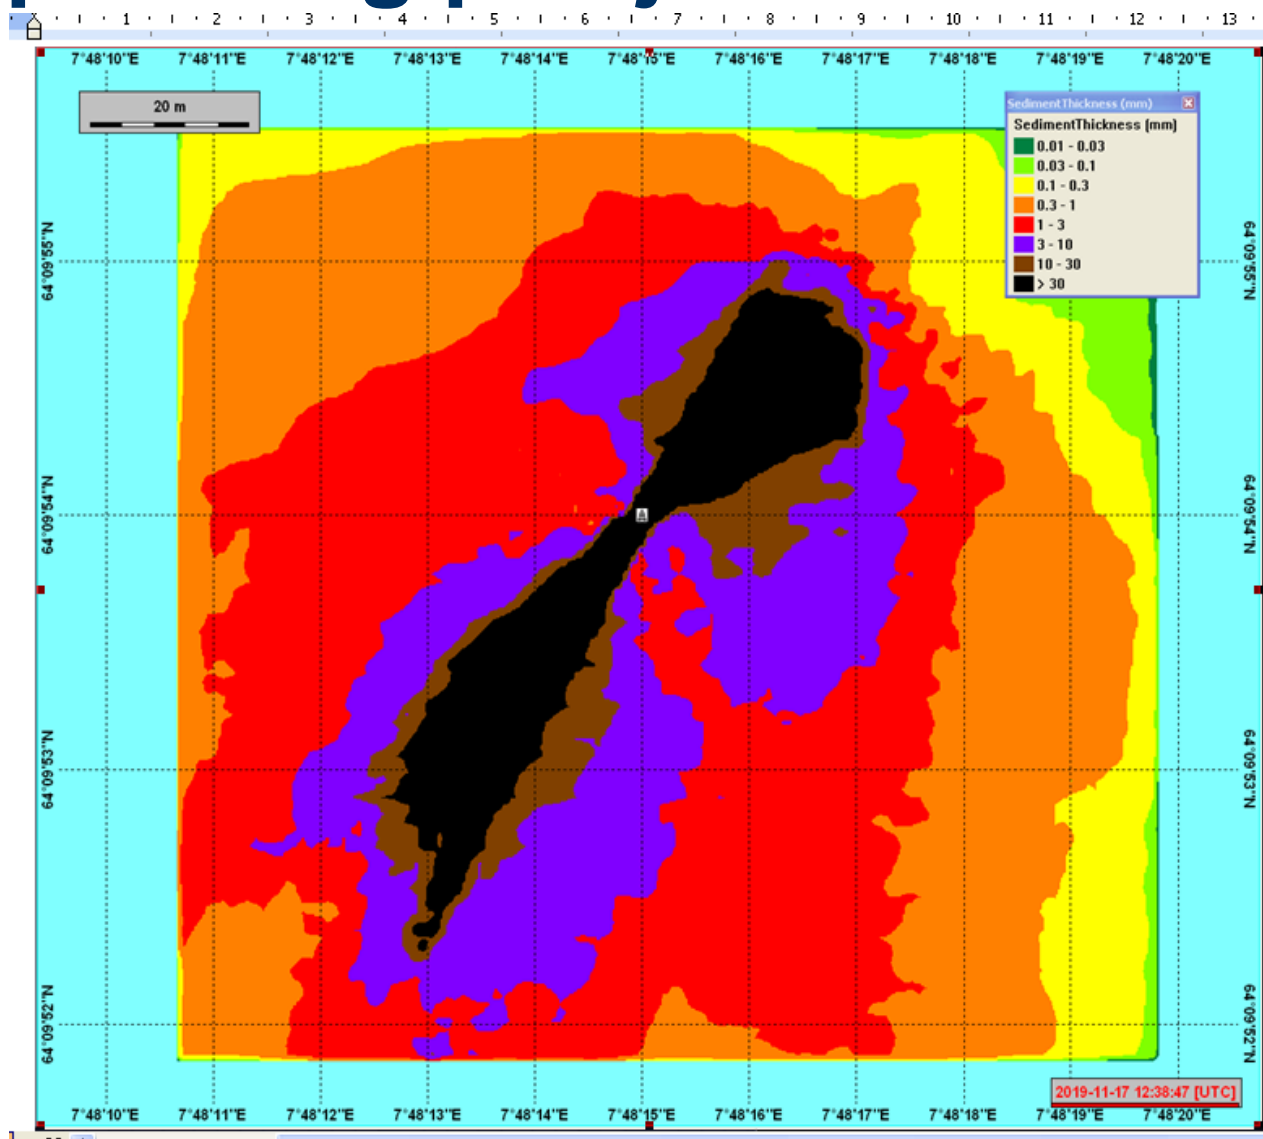 1 2 3 4 5 6 7 8 9 10 11 12 13
7°48'10"E 7°48'11"E 7°48'12"E 7°48'13"E 7°48'14"E 7°48'15"E 7°48'16"E 7°48'17"E 7°48'18"E 7°48'19"E 7°48'20"E
20 m
SedimentThickness (mm)
SedimentThickness (mm)
0.01 - 0.03
0.03 - 0.1
0.1 - 0.3
0.3 - 1
1 - 3
3 - 10
10 - 30
> 30
64°09'55"N
64°09'55"N
64°09'54"N
64°09'54"N
64°09'53"N
64°09'53"N
64°09'52"N
64°09'52"N
2019-11-17 12:38:47 [UTC]
7°48'10"E 7°48'11"E 7°48'12"E 7°48'13"E 7°48'14"E 7°48'15"E 7°48'16"E 7°48'17"E 7°48'18"E 7°48'19"E 7°48'20"E